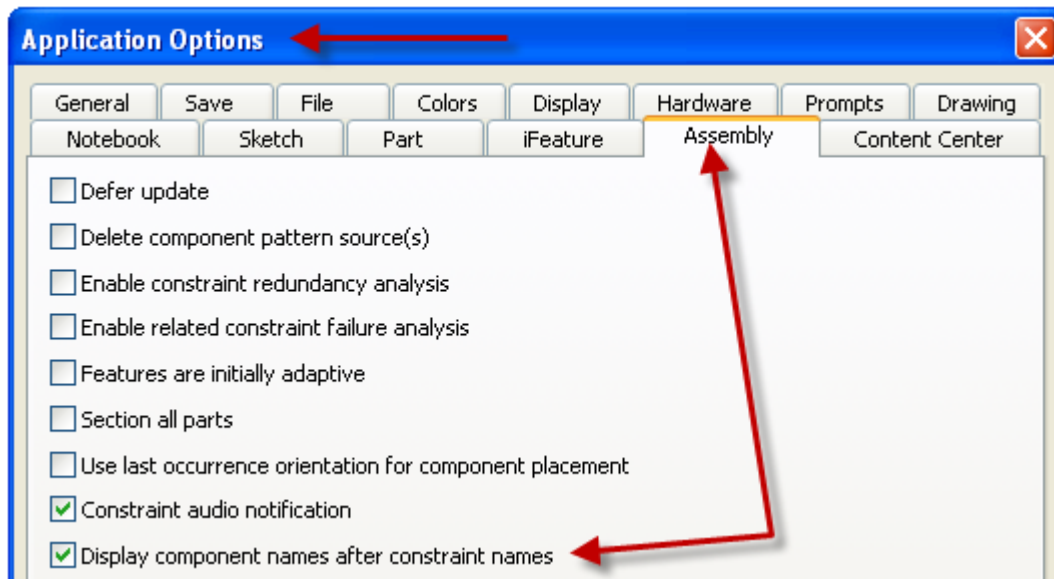 Application Options
General Save File Colors Display Hardware Prompts Drawing
Notebook Sketch Part iFeature Assembly Content Center
Defer update
Delete component pattern source(s)
Enable constraint redundancy analysis
Enable related constraint failure analysis
Features are initially adaptive
Section all parts
Use last occurrence orientation for component placement
Constraint audio notification
Display component names after constraint names